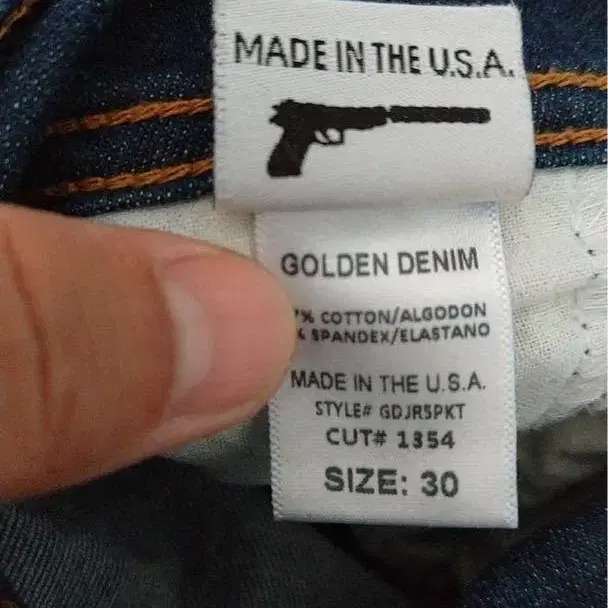 MADE IN THE U.S.A.
GOLDEN DENIM
% COTTON/ALGODON
SPANDEX/ELASTANO
MADE IN THE U.S.A.
STYLE# GDJR5PKT
CUT# 1354
SIZE: 30